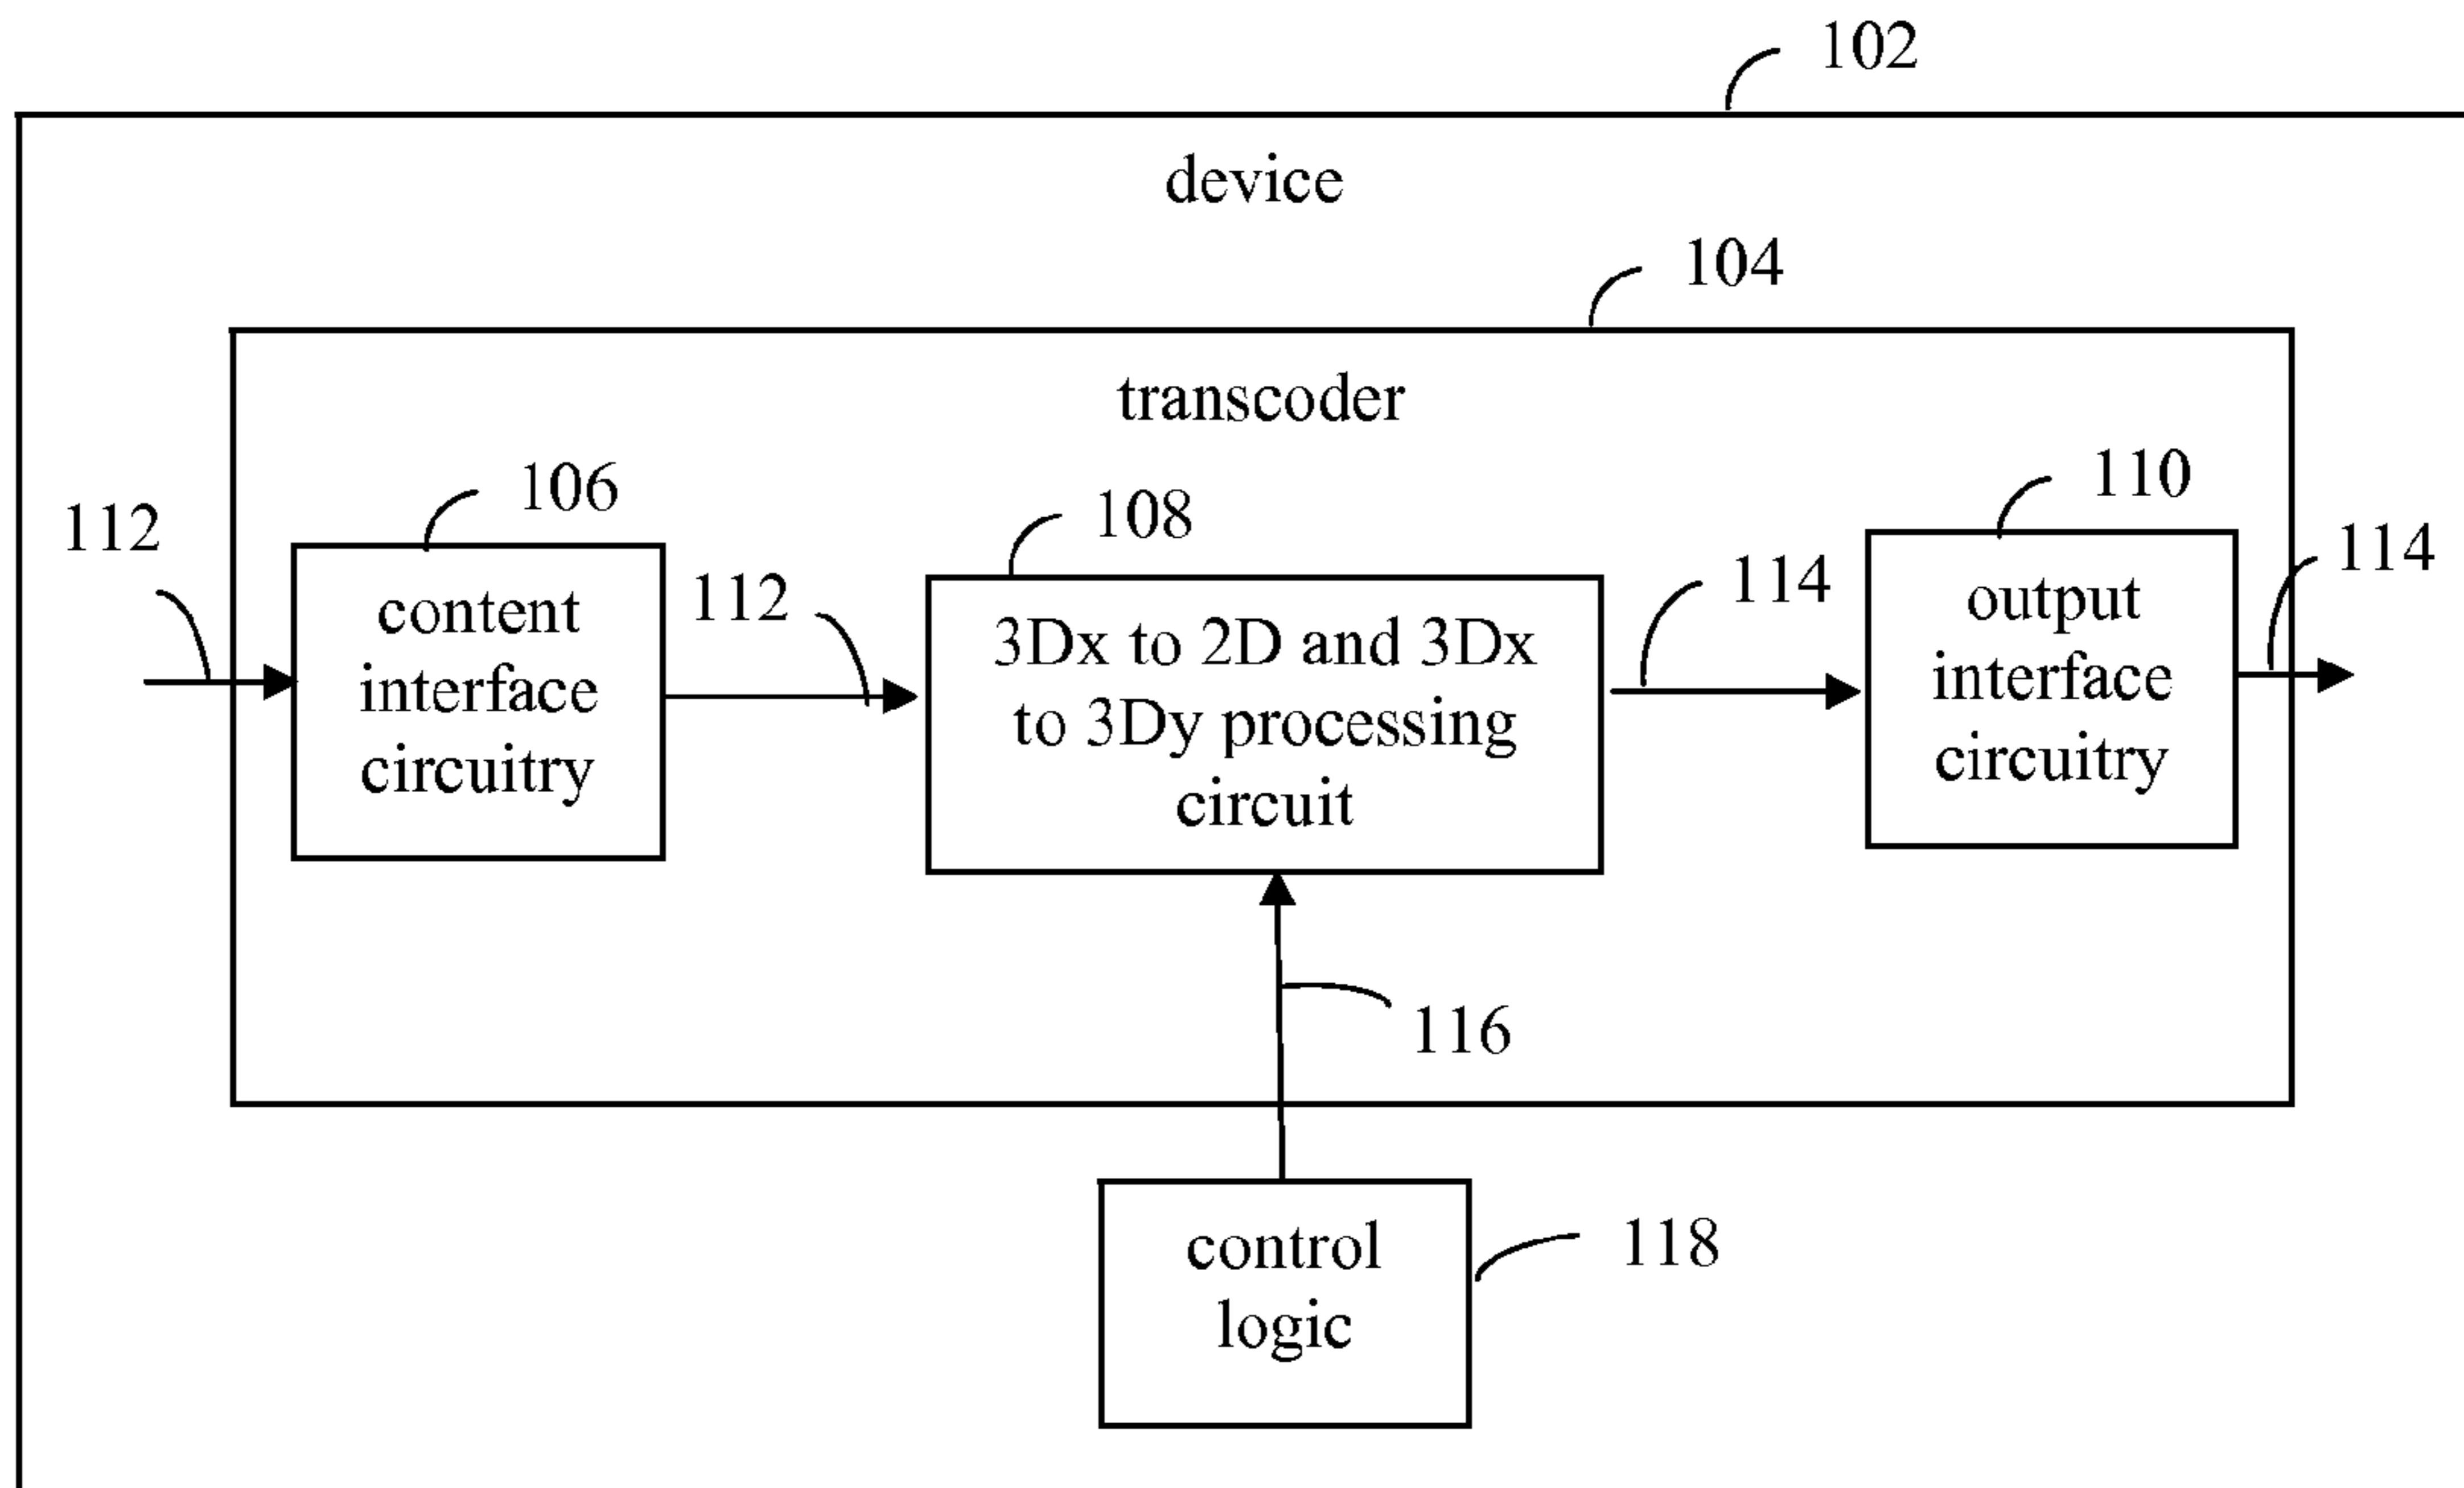 102
device
104
transcoder
106
110
108
112
114
112
114
content
interface
circuitry
3Dx to 2D and 3Dx
to 3Dy processing
circuit
output
interface
circuitry
116
control
logic
118